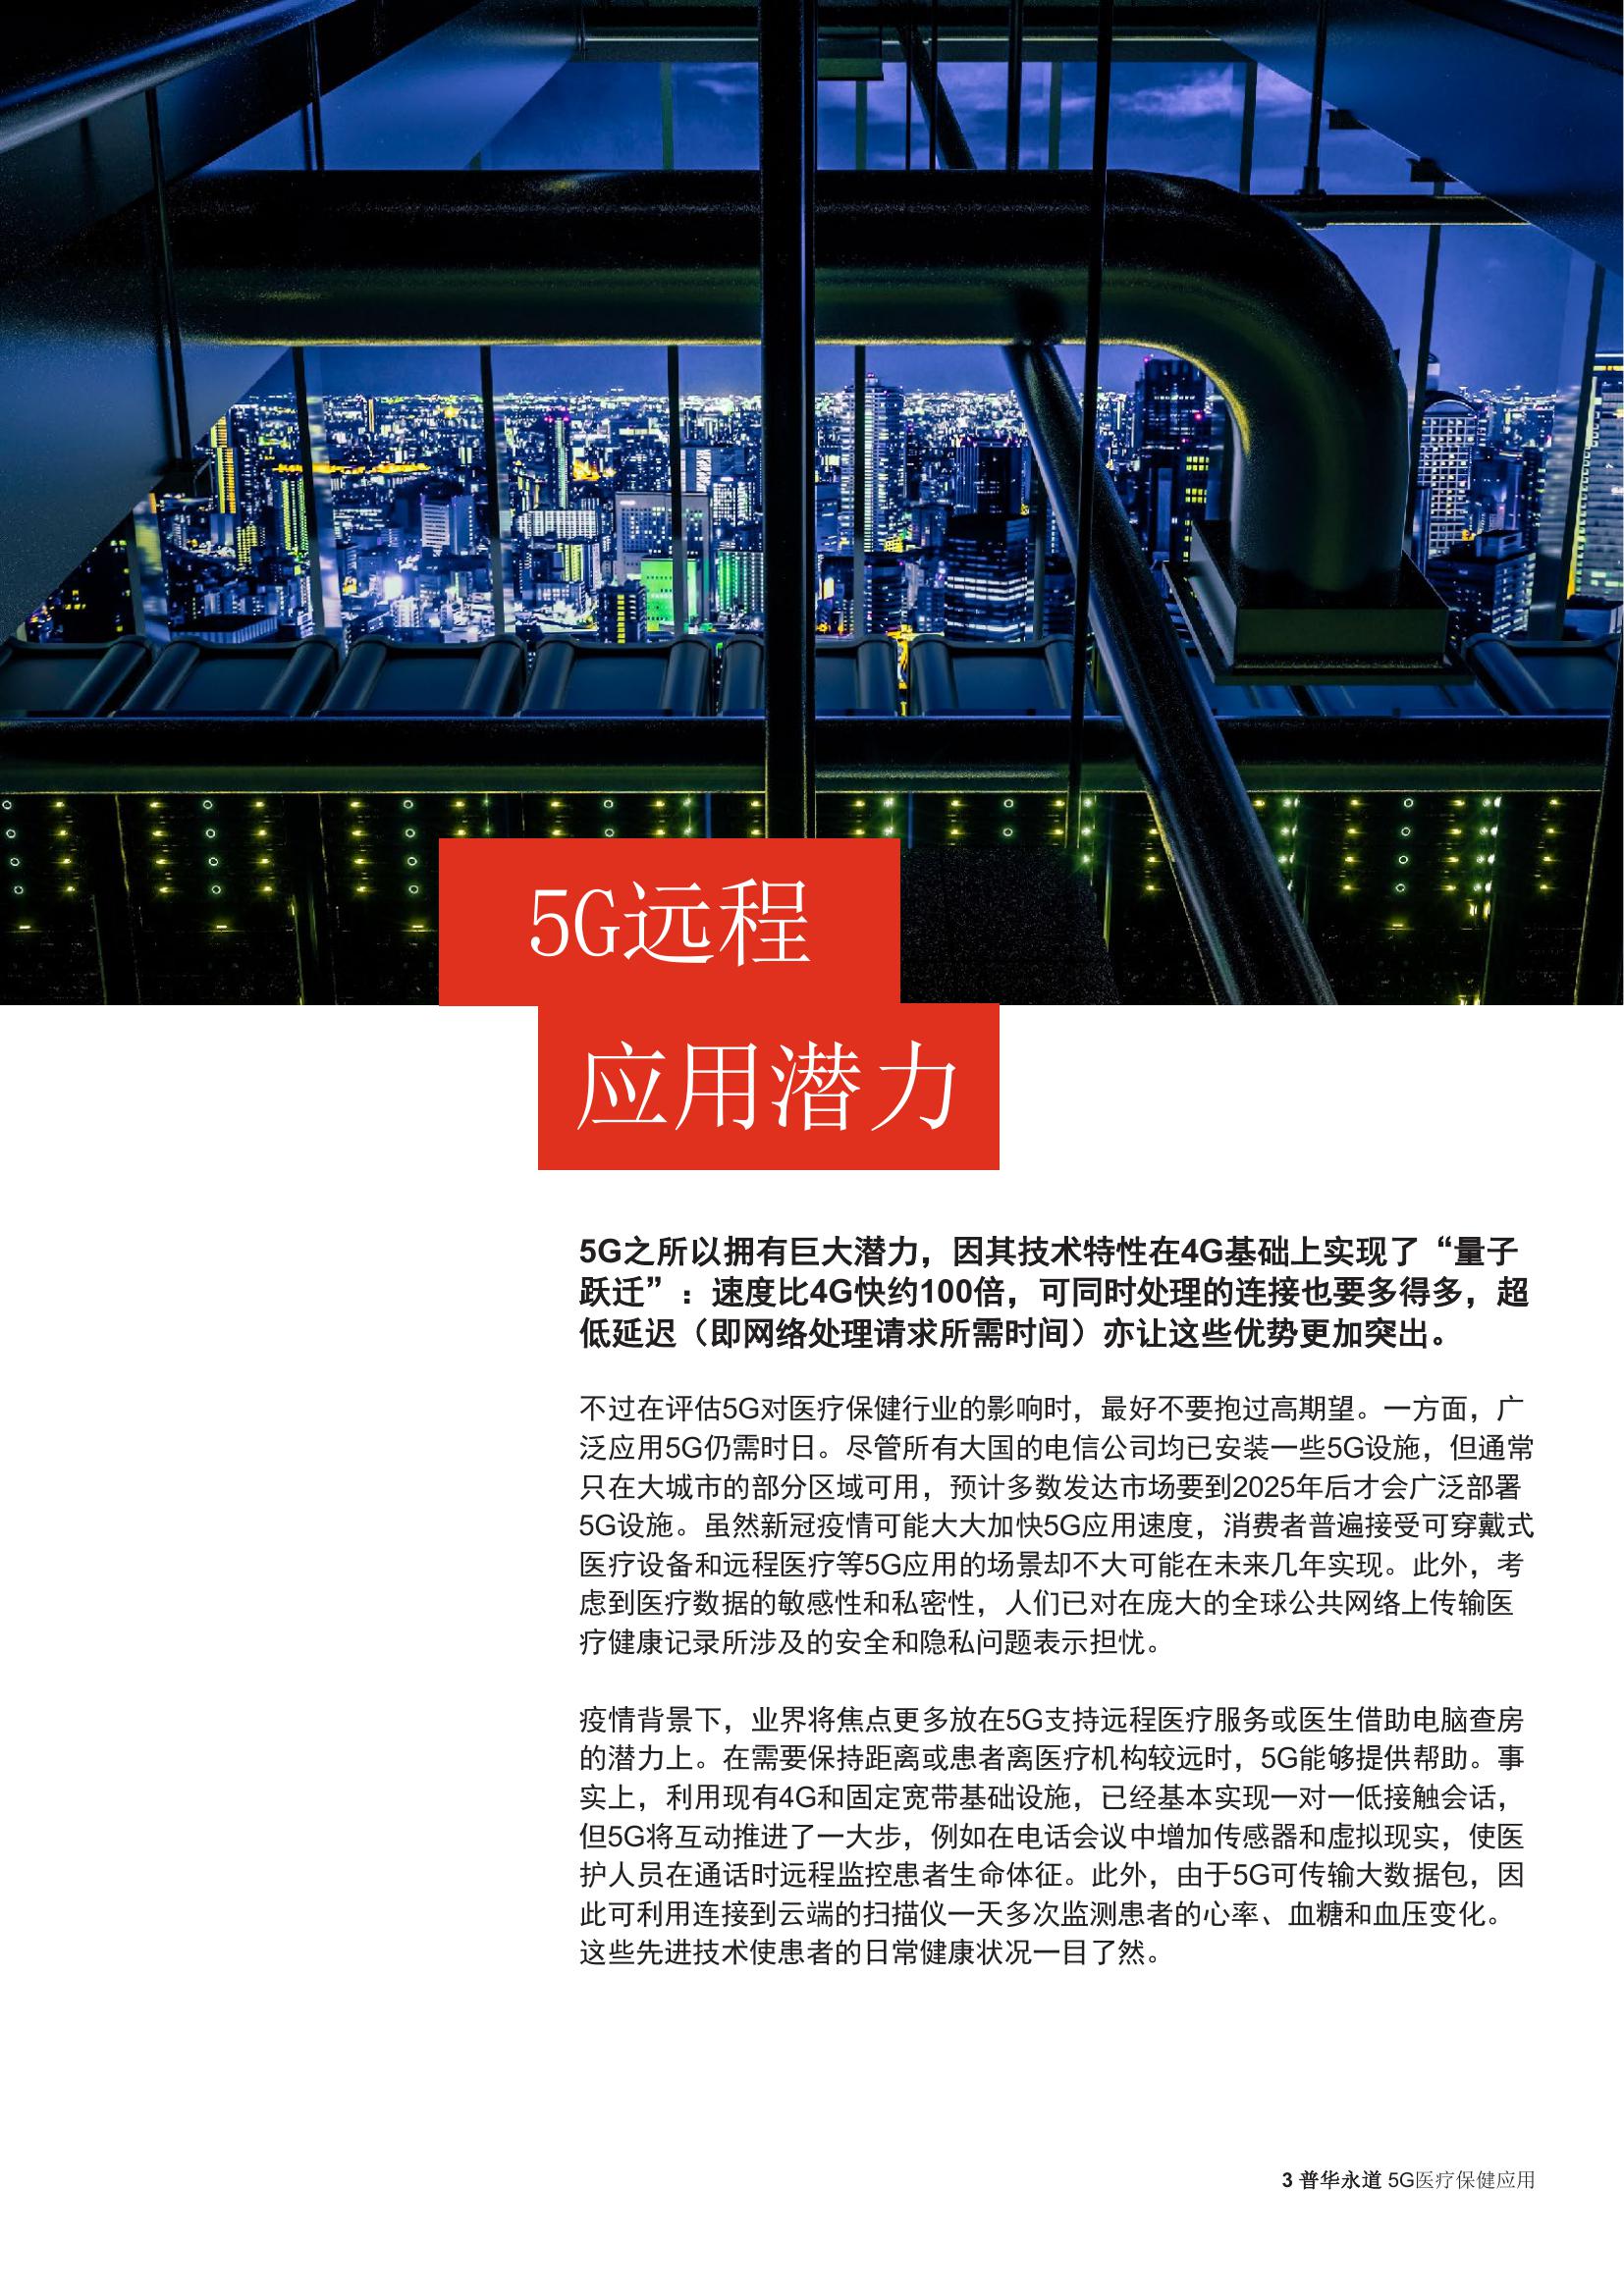 5G远程
应用潜力
5G之所以拥有巨大潜力，因其技术特性在4G基础上实现了“量子
跃迁”：速度比4G快约100倍，可同时处理的连接也要多得多，超
低延迟（即网络处理请求所需时间）亦让这些优势更加突出。
不过在评估5G对医疗保健行业的影响时，最好不要抱过高期望。一方面，广
泛应用5G仍需时日。尽管所有大国的电信公司均已安装一些5G设施，但通常
只在大城市的部分区域可用，预计多数发达市场要到2025年后才会广泛部署
5G设施。虽然新冠疫情可能大大加快5G应用速度，消费者普遍接受可穿戴式
医疗设备和远程医疗等5G应用的场景却不大可能在未来几年实现。此外，考
虑到医疗数据的敏感性和私密性，人们已对在庞大的全球公共网络上传输医
疗健康记录所涉及的安全和隐私问题表示担忧。
疫情背景下，业界将焦点更多放在5G支持远程医疗服务或医生借助电脑查房
的潜力上。在需要保持距离或患者离医疗机构较远时，5G能够提供帮助。事
实上，利用现有4G和固定宽带基础设施，已经基本实现一对一低接触会话，
但5G将互动推进了一大步，例如在电话会议中增加传感器和虚拟现实，使医
护人员在通话时远程监控患者生命体征。此外，由于5G可传输大数据包，因
此可利用连接到云端的扫描仪一天多次监测患者的心率、血糖和血压变化。
这些先进技术使患者的日常健康状况一目了然。
3 普华永道 5G医疗保健应用